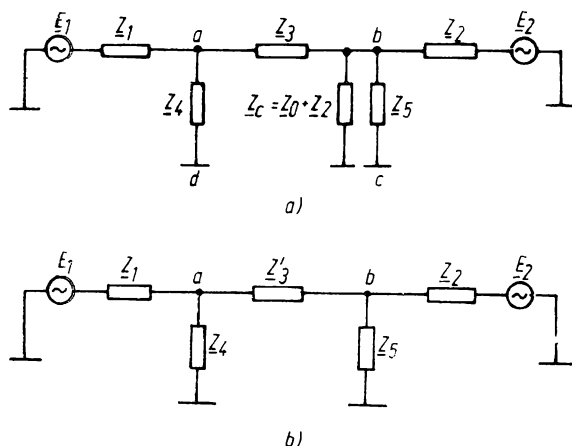 E1 Z1 a Z3 b Z2 E2
Z4 Zc = Z0 + Z2 Z5
d c
a)
E1 Z1 a Z'3 b Z2 E2
Z4 Z5
b)